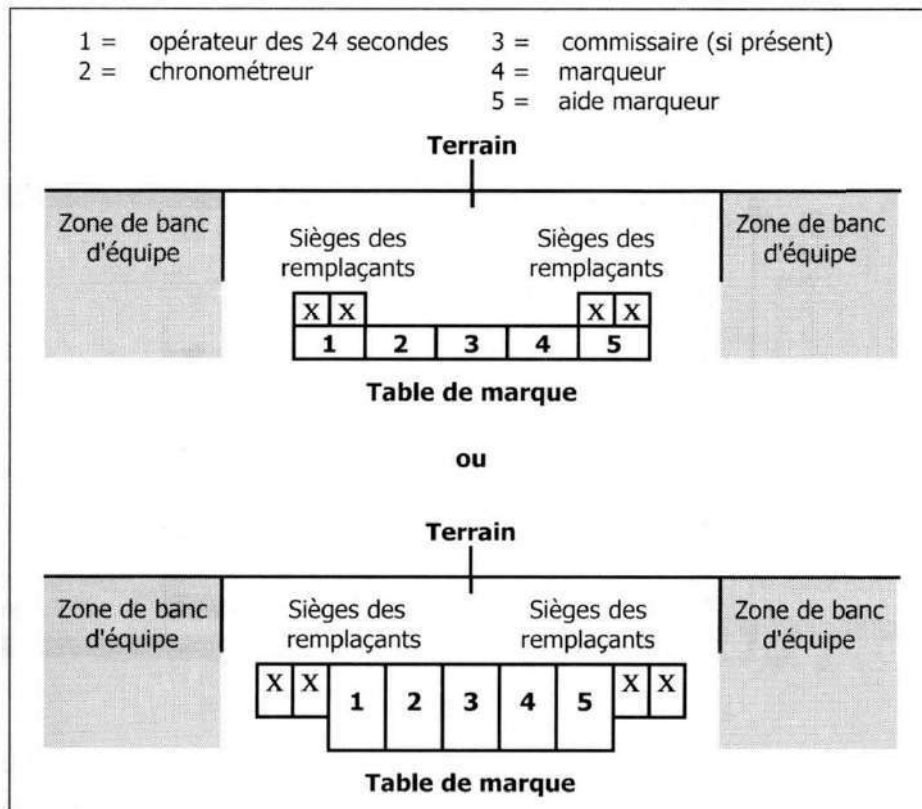 1 = opérateur des 24 secondes 3 = commissaire (si présent)
2 = chronométreur 4 = marqueur
5 = aide marqueur
Terrain
Zone de banc d'équipe
Sièges des remplaçants
Sièges des remplaçants
Zone de banc d'équipe
X X X X
1 2 3 4 5
Table de marque
ou
Terrain
Zone de banc d'équipe
Sièges des remplaçants
Sièges des remplaçants
Zone de banc d'équipe
X X 1 2 3 4 5 X X
Table de marque